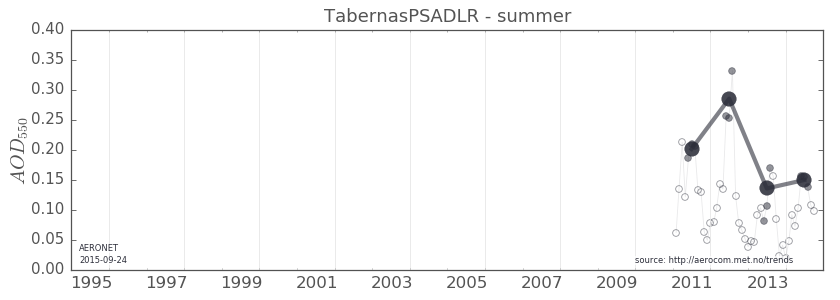 TabernasPSADLR - summer
0.40
0.35
0.30
0.25
0.20
0.15
0.10
0.05
0.00
AOD550
AERONET
2015-09-24
source: http://aerocom.met.no/trends
1995 1997 1999 2001 2003 2005 2007 2009 2011 2013